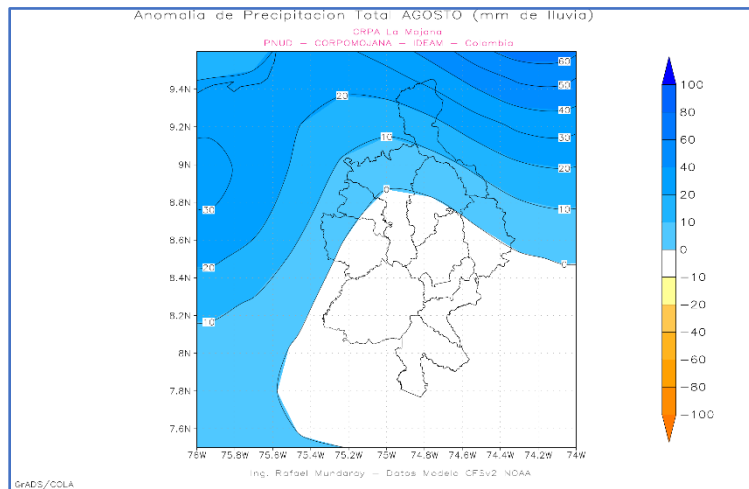 Anomalia de Precipitacion Total AGOSTO (mm de lluvia)
CRPA La Mojana
PNUD – CORPOMOJANA – IDEAM – Colombia
9.4N
9.2N
9N
8.8N
8.6N
8.4N
8.2N
8N
7.8N
7.6N
60
50
40
30
20
10
0
20
10
0
30
20
10
100
80
60
40
20
10
0
−10
−20
−40
−60
−80
−100
76W 75.8W 75.6W 75.4W 75.2W 75W 74.8W 74.6W 74.4W 74.2W 74W
Ing. Rafael Mundaray – Datos Modelo CFSv2 NOAA
GrADS/COLA